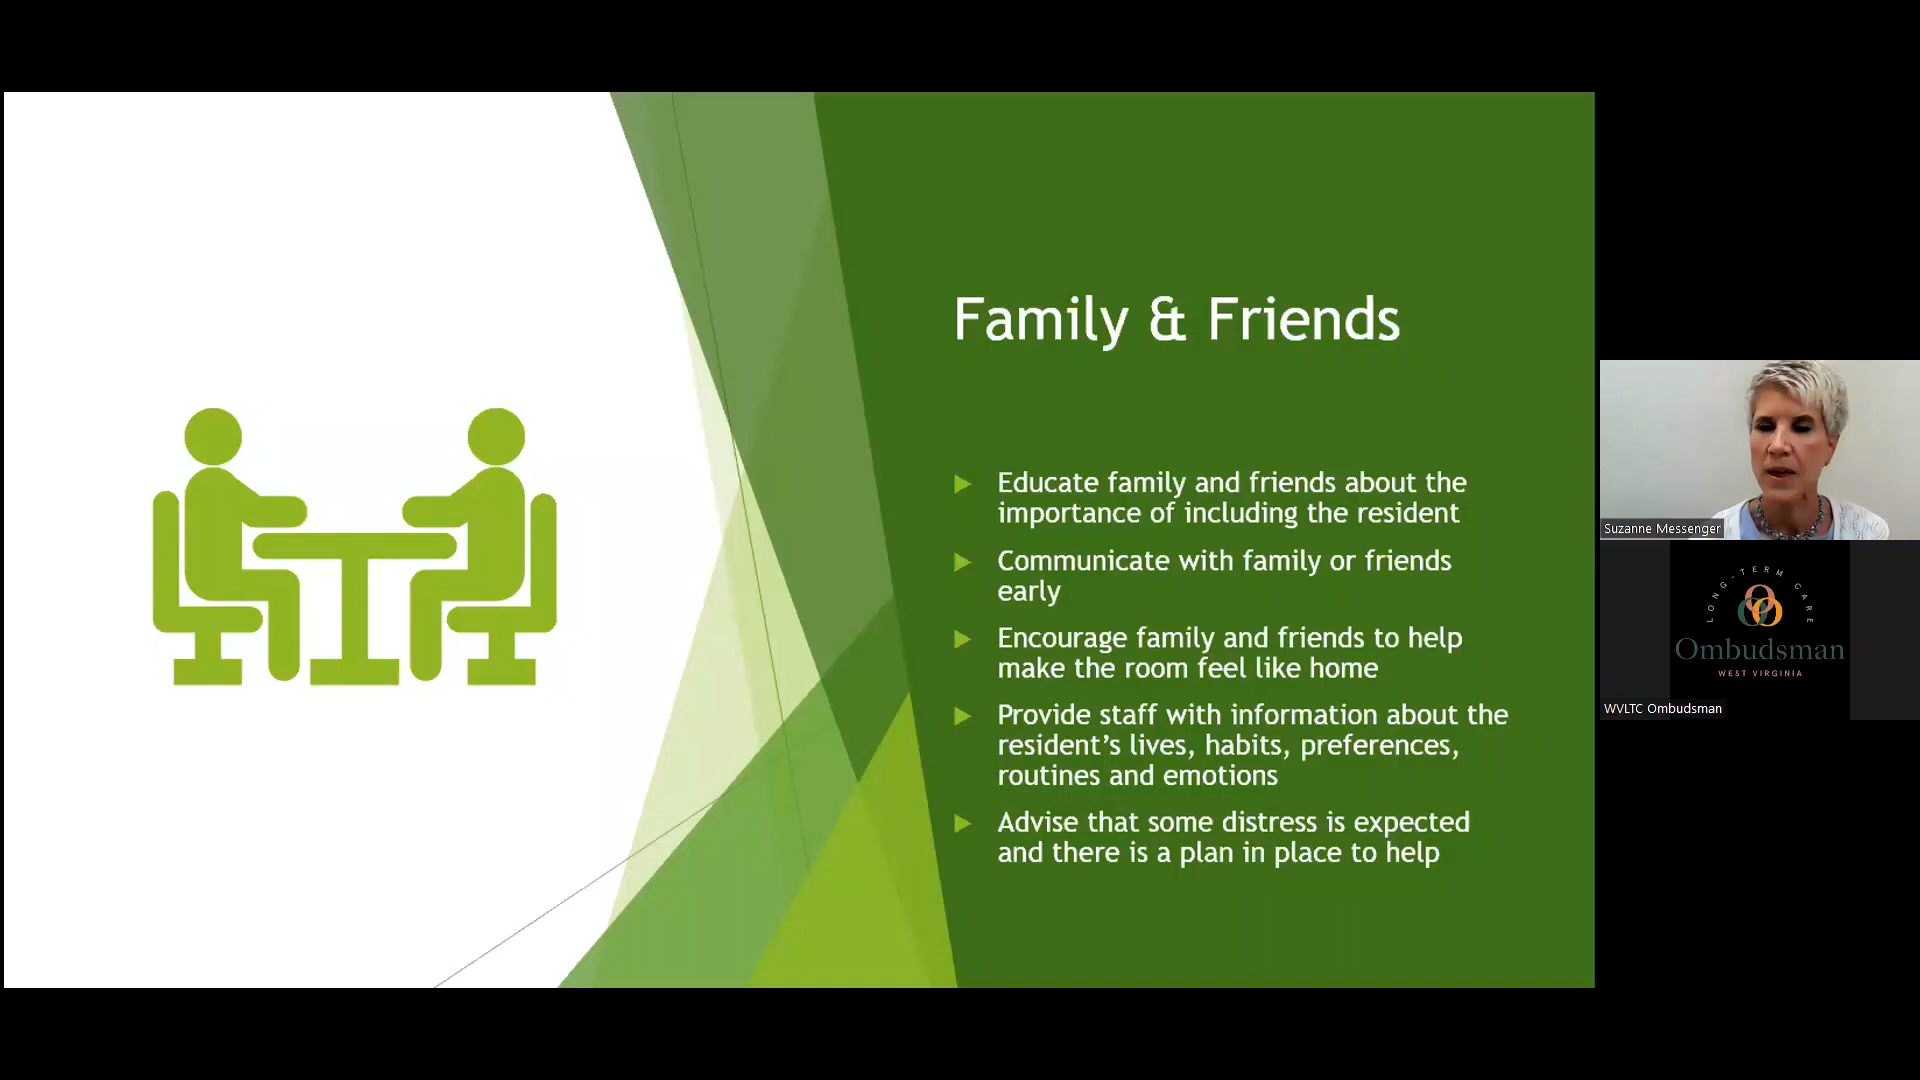 Family & Friends
Educate family and friends about the
importance of including the resident
Communicate with family or friends
early
Encourage family and friends to help
make the room feel like home
Provide staff with information about the
resident's lives, habits, preferences,
routines and emotions
Advise that some distress is expected
and there is a plan in place to help
Suzanne Messenger
LONG-TERM CARE
Ombudsman
WEST VIRGINIA
WVLTC Ombudsman